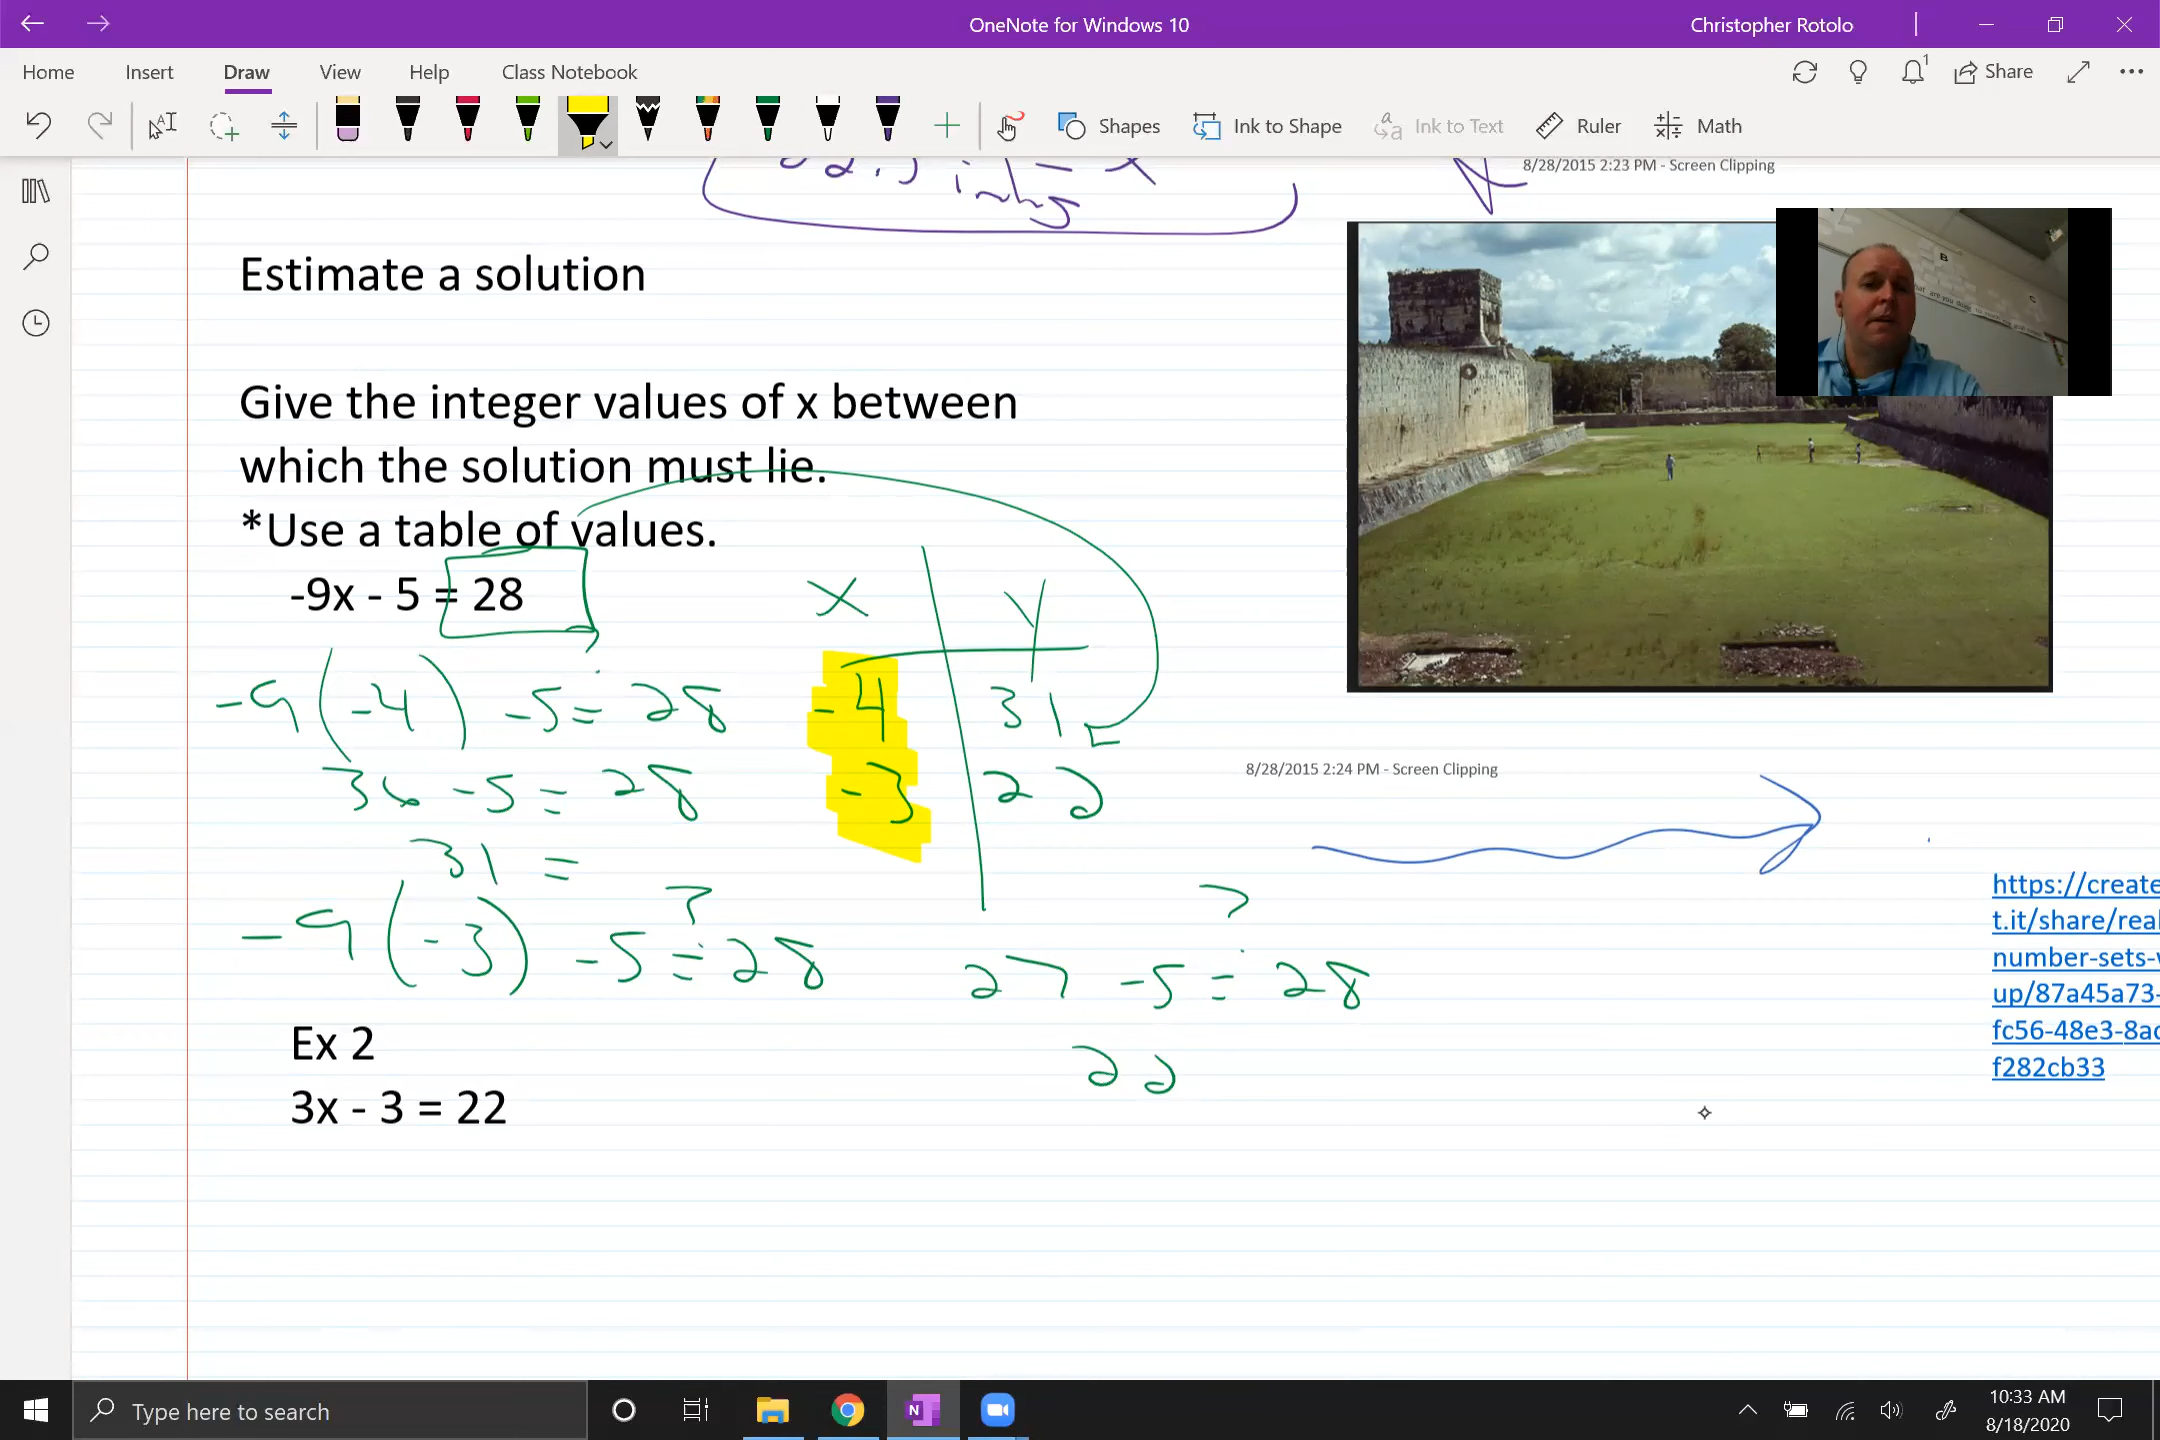 OneNote for Windows 10
Christopher Rotolo
Home Insert Draw View Help Class Notebook
1 Share
Shapes Ink to Shape Ink to Text Ruler Math
8/28/2015 2:23 PM - Screen Clipping
Estimate a solution
Give the integer values of x between
which the solution must lie.
*Use a table of values.
-9x - 5 = 28
x y
-9(-4) -5 = 28
?
-4 31
36 -5 = 28
-3 22
31 =
8/28/2015 2:24 PM - Screen Clipping
-9(-3) -5 = 28
?
27 -5 = 28
?
22
Ex 2
3x - 3 = 22
https://create
t.it/share/real
number-sets-
up/87a45a73-
fc56-48e3-8a
f282cb33
Type here to search
10:33 AM
8/18/2020